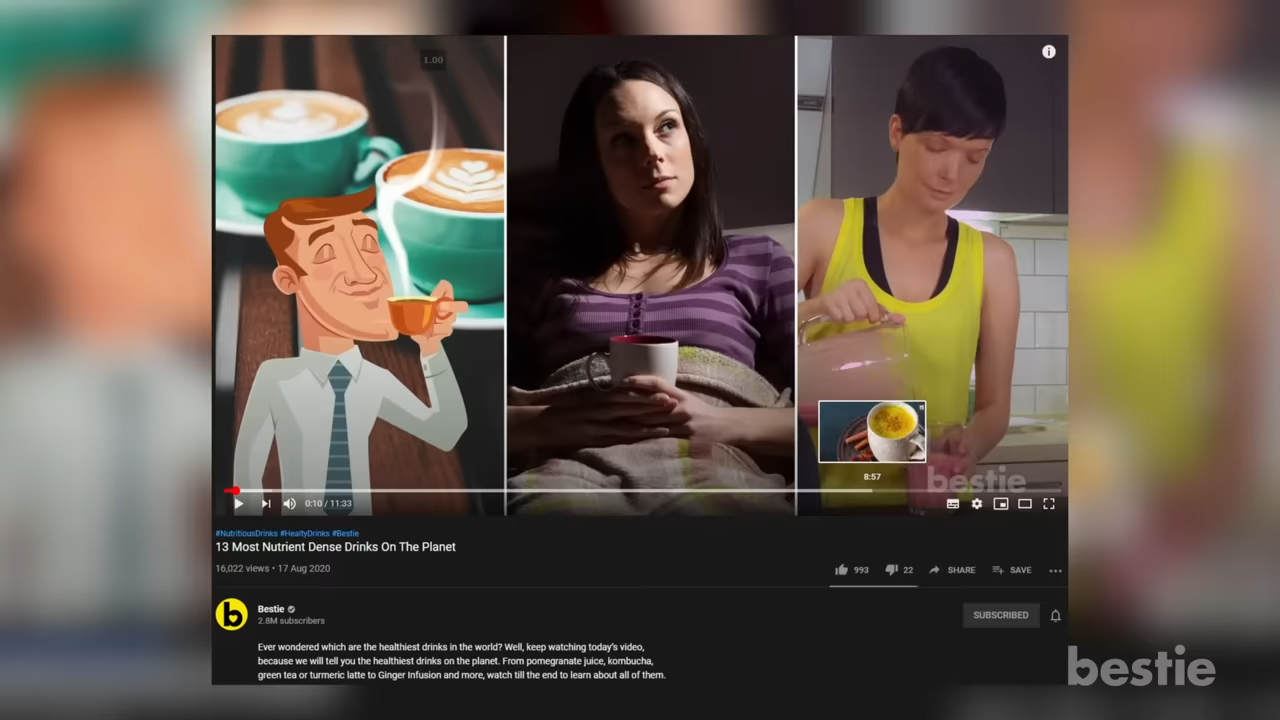 1.00
8:57
bestie
0:10 / 11:33
#NutritiousDrinks #HealtyDrinks #Bestie
13 Most Nutrient Dense Drinks On The Planet
16,022 views • 17 Aug 2020
993 22 SHARE SAVE
b
Bestie
2.8M subscribers
SUBSCRIBED
Ever wondered which are the healthiest drinks in the world? Well, keep watching today's video,
because we will tell you the healthiest drinks on the planet. From pomegranate juice, kombucha,
green tea or turmeric latte to Ginger Infusion and more, watch till the end to learn about all of them.
bestie